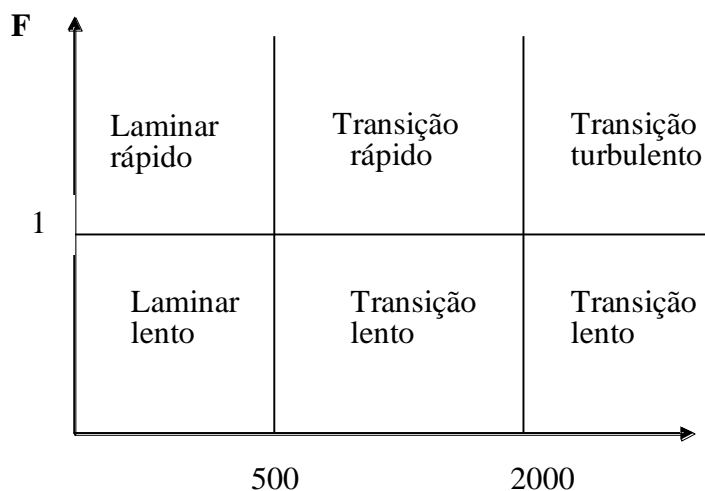 F
Laminar
rápido
Transição
rápido
Transição
turbulento
1
Laminar
lento
Transição
lento
Transição
lento
500
2000